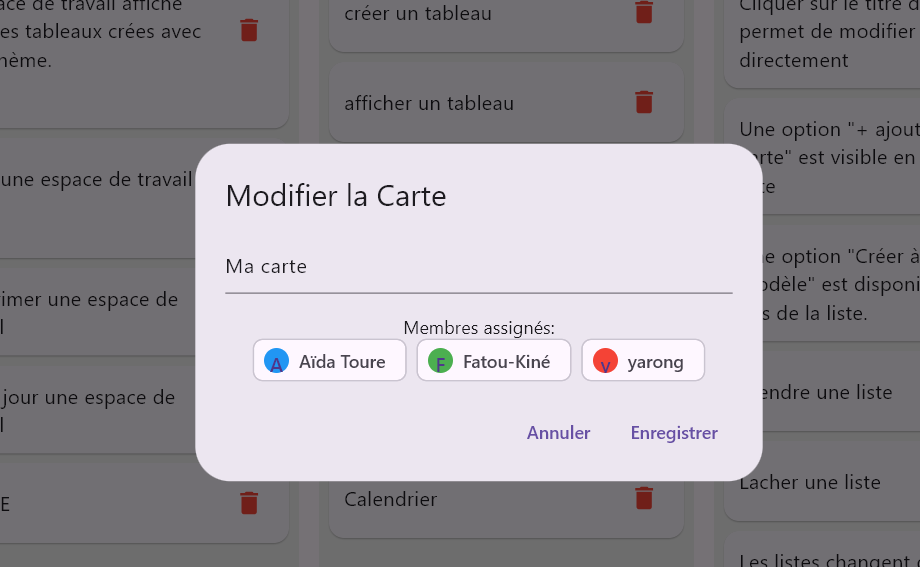 ace de travail affiche
es tableaux crées avec
hème.
une espace de travail
imer une espace de
l
jour une espace de
l
E
créer un tableau
afficher un tableau
Calendrier
Cliquer sur le titre d
permet de modifier
directement
Une option "+ ajout
arte" est visible en
te
e option "Créer à
odèle" est disponi
s de la liste.
endre une liste
Lacher une liste
Les listes changent
Modifier la Carte
Ma carte
Membres assignés:
A Aïda Toure
F Fatou-Kiné
y yarong
Annuler
Enregistrer